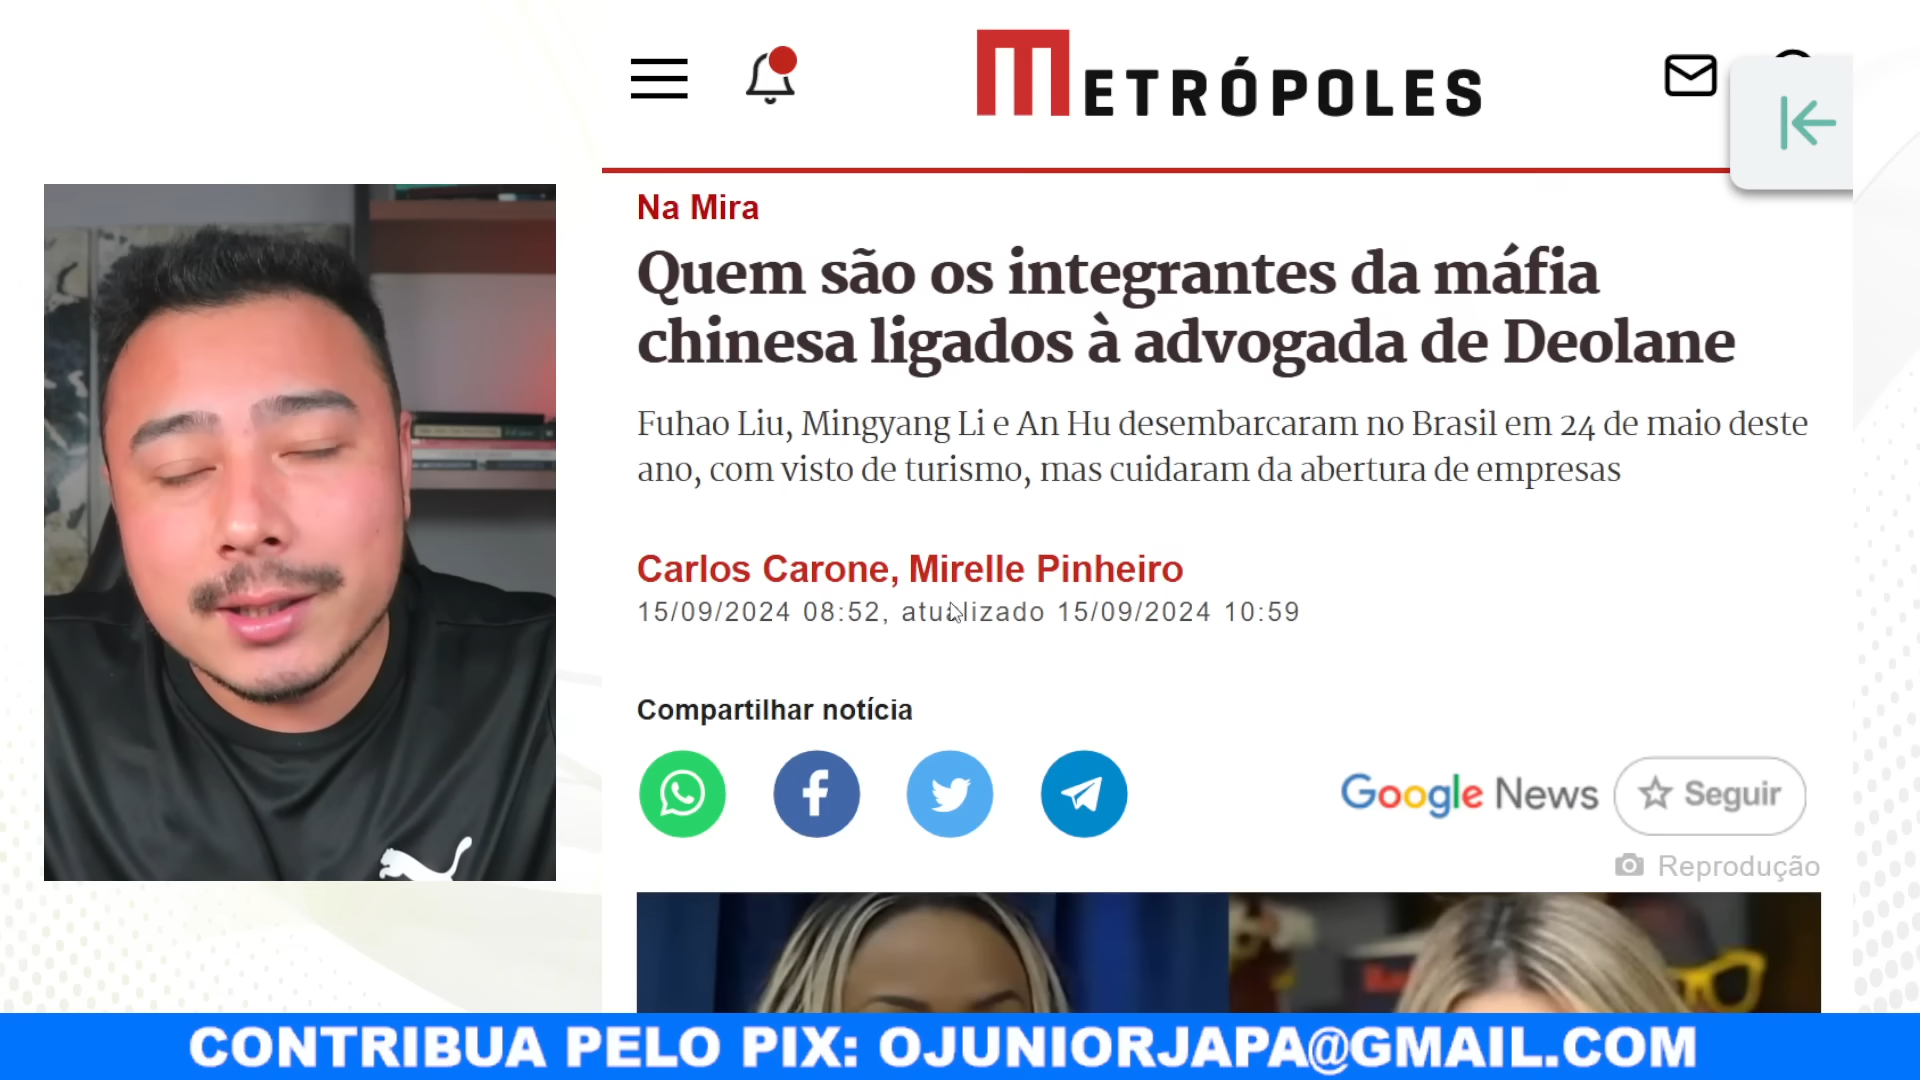 METRÓPOLES
Na Mira
Quem são os integrantes da máfia
chinesa ligados à advogada de Deolane
Fuhao Liu, Mingyang Li e An Hu desembarcaram no Brasil em 24 de maio deste
ano, com visto de turismo, mas cuidaram da abertura de empresas
Carlos Carone, Mirelle Pinheiro
15/09/2024 08:52, atualizado 15/09/2024 10:59
Compartilhar notícia
Google News
Seguir
Reprodução
CONTRIBUA PELO PIX: OJUNIORJAPA@GMAIL.COM